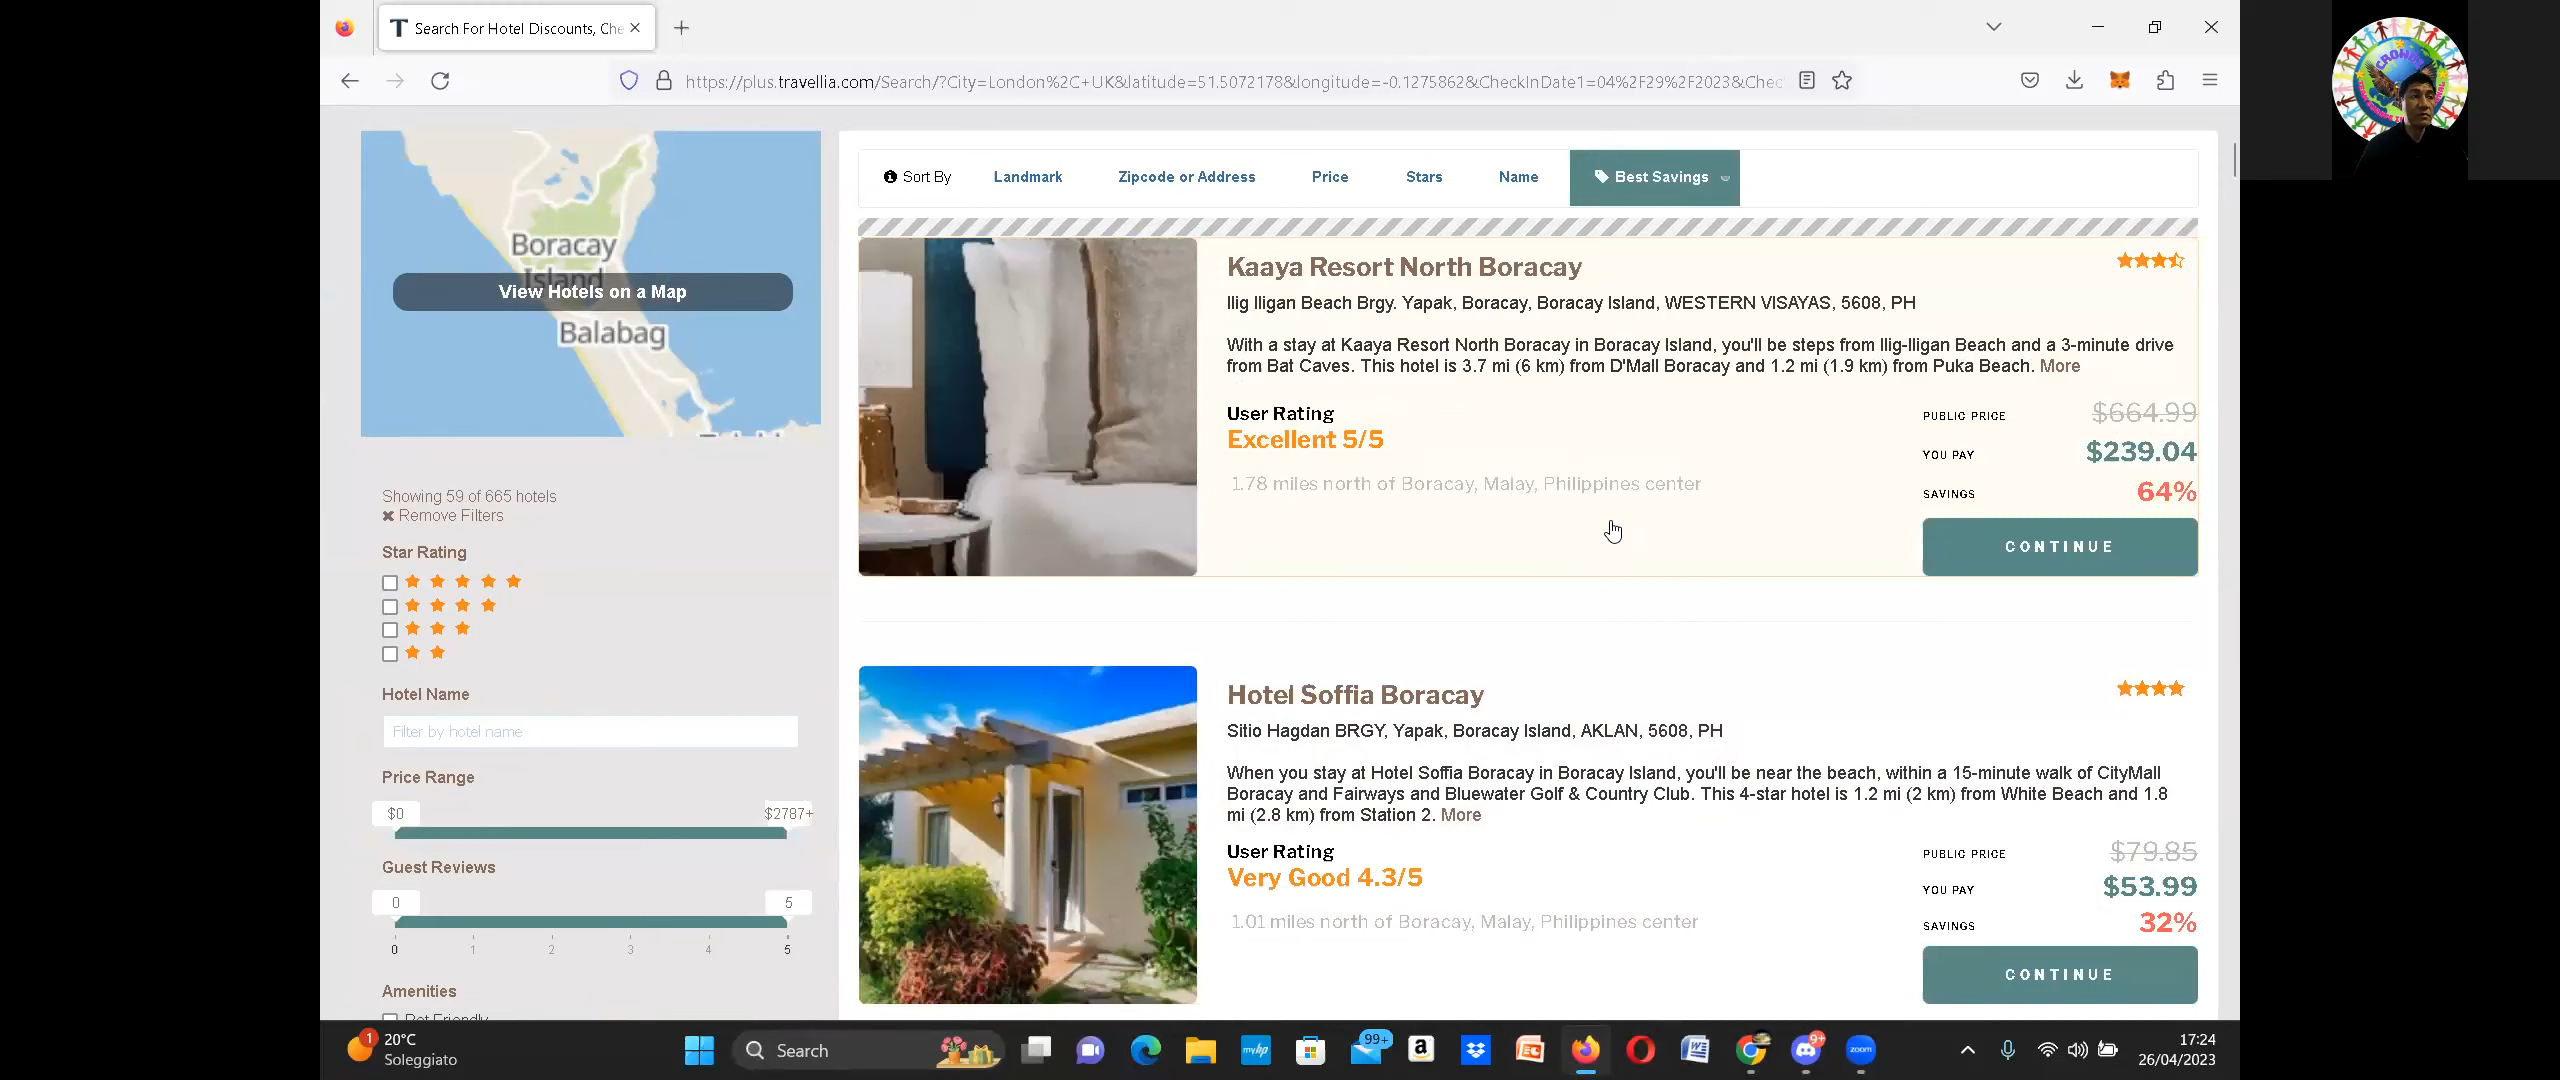 Search For Hotel Discounts, Che
https://plus.travellia.com/Search/?City=London%2C+UK&latitude=51.5072178&longitude=-0.1275862&CheckInDate1=04%2F29%2F2023&Chec
Boracay
Island
View Hotels on a Map
Balabag
Showing 59 of 665 hotels
✖ Remove Filters
Star Rating
Hotel Name
Filter by hotel name
Price Range
$0 $2787+
Guest Reviews
0 5
0 1 2 3 4 5
Amenities
Pet Friendly
Sort By Landmark Zipcode or Address Price Stars Name Best Savings
Kaaya Resort North Boracay
Ilig Iligan Beach Brgy. Yapak, Boracay, Boracay Island, WESTERN VISAYAS, 5608, PH
With a stay at Kaaya Resort North Boracay in Boracay Island, you'll be steps from Ilig-Iligan Beach and a 3-minute drive
from Bat Caves. This hotel is 3.7 mi (6 km) from D'Mall Boracay and 1.2 mi (1.9 km) from Puka Beach. More
User Rating
Excellent 5/5
1.78 miles north of Boracay, Malay, Philippines center
PUBLIC PRICE $664.99
YOU PAY $239.04
SAVINGS 64%
CONTINUE
Hotel Soffia Boracay
Sitio Hagdan BRGY, Yapak, Boracay Island, AKLAN, 5608, PH
When you stay at Hotel Soffia Boracay in Boracay Island, you'll be near the beach, within a 15-minute walk of CityMall
Boracay and Fairways and Bluewater Golf & Country Club. This 4-star hotel is 1.2 mi (2 km) from White Beach and 1.8
mi (2.8 km) from Station 2. More
User Rating
Very Good 4.3/5
1.01 miles north of Boracay, Malay, Philippines center
PUBLIC PRICE $79.85
YOU PAY $53.99
SAVINGS 32%
CONTINUE
1
20°C
Soleggiato
Search
myhp
99+
a
9+
zoom
17:24
26/04/2023
CROWD1